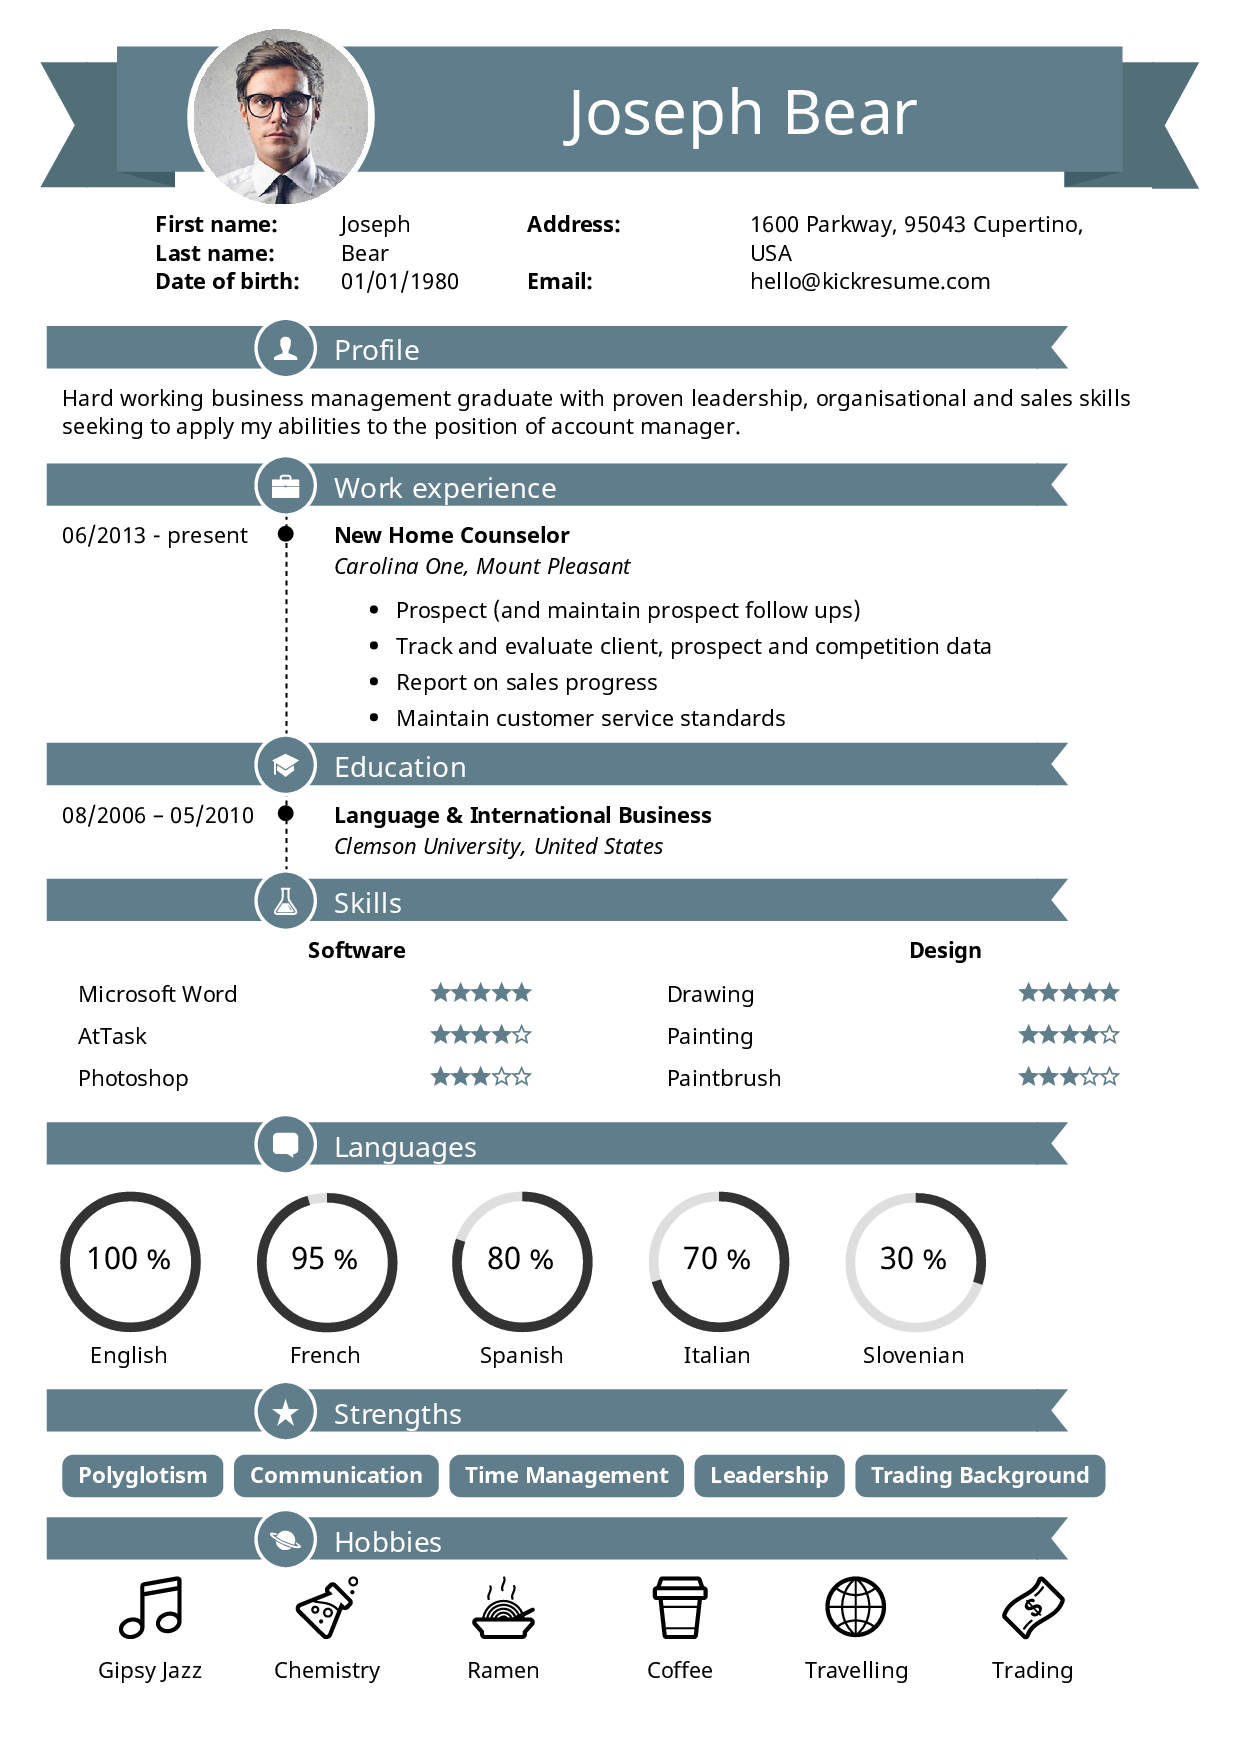 Joseph Bear
First name: Joseph
Last name: Bear
Date of birth: 01/01/1980
Address: 1600 Parkway, 95043 Cupertino,
USA
Email: hello@kickresume.com
Profile
Hard working business management graduate with proven leadership, organisational and sales skills
seeking to apply my abilities to the position of account manager.
Work experience
06/2013 - present New Home Counselor
Carolina One, Mount Pleasant
• Prospect (and maintain prospect follow ups)
• Track and evaluate client, prospect and competition data
• Report on sales progress
• Maintain customer service standards
Education
08/2006 – 05/2010 Language & International Business
Clemson University, United States
Skills
Software
Microsoft Word ★★★★★
AtTask ★★★★☆
Photoshop ★★★☆☆
Design
Drawing ★★★★★
Painting ★★★★☆
Paintbrush ★★★☆☆
Languages
100 % 95 % 80 % 70 % 30 %
English French Spanish Italian Slovenian
Strengths
Polyglotism Communication Time Management Leadership Trading Background
Hobbies
$
Gipsy Jazz Chemistry Ramen Coffee Travelling Trading